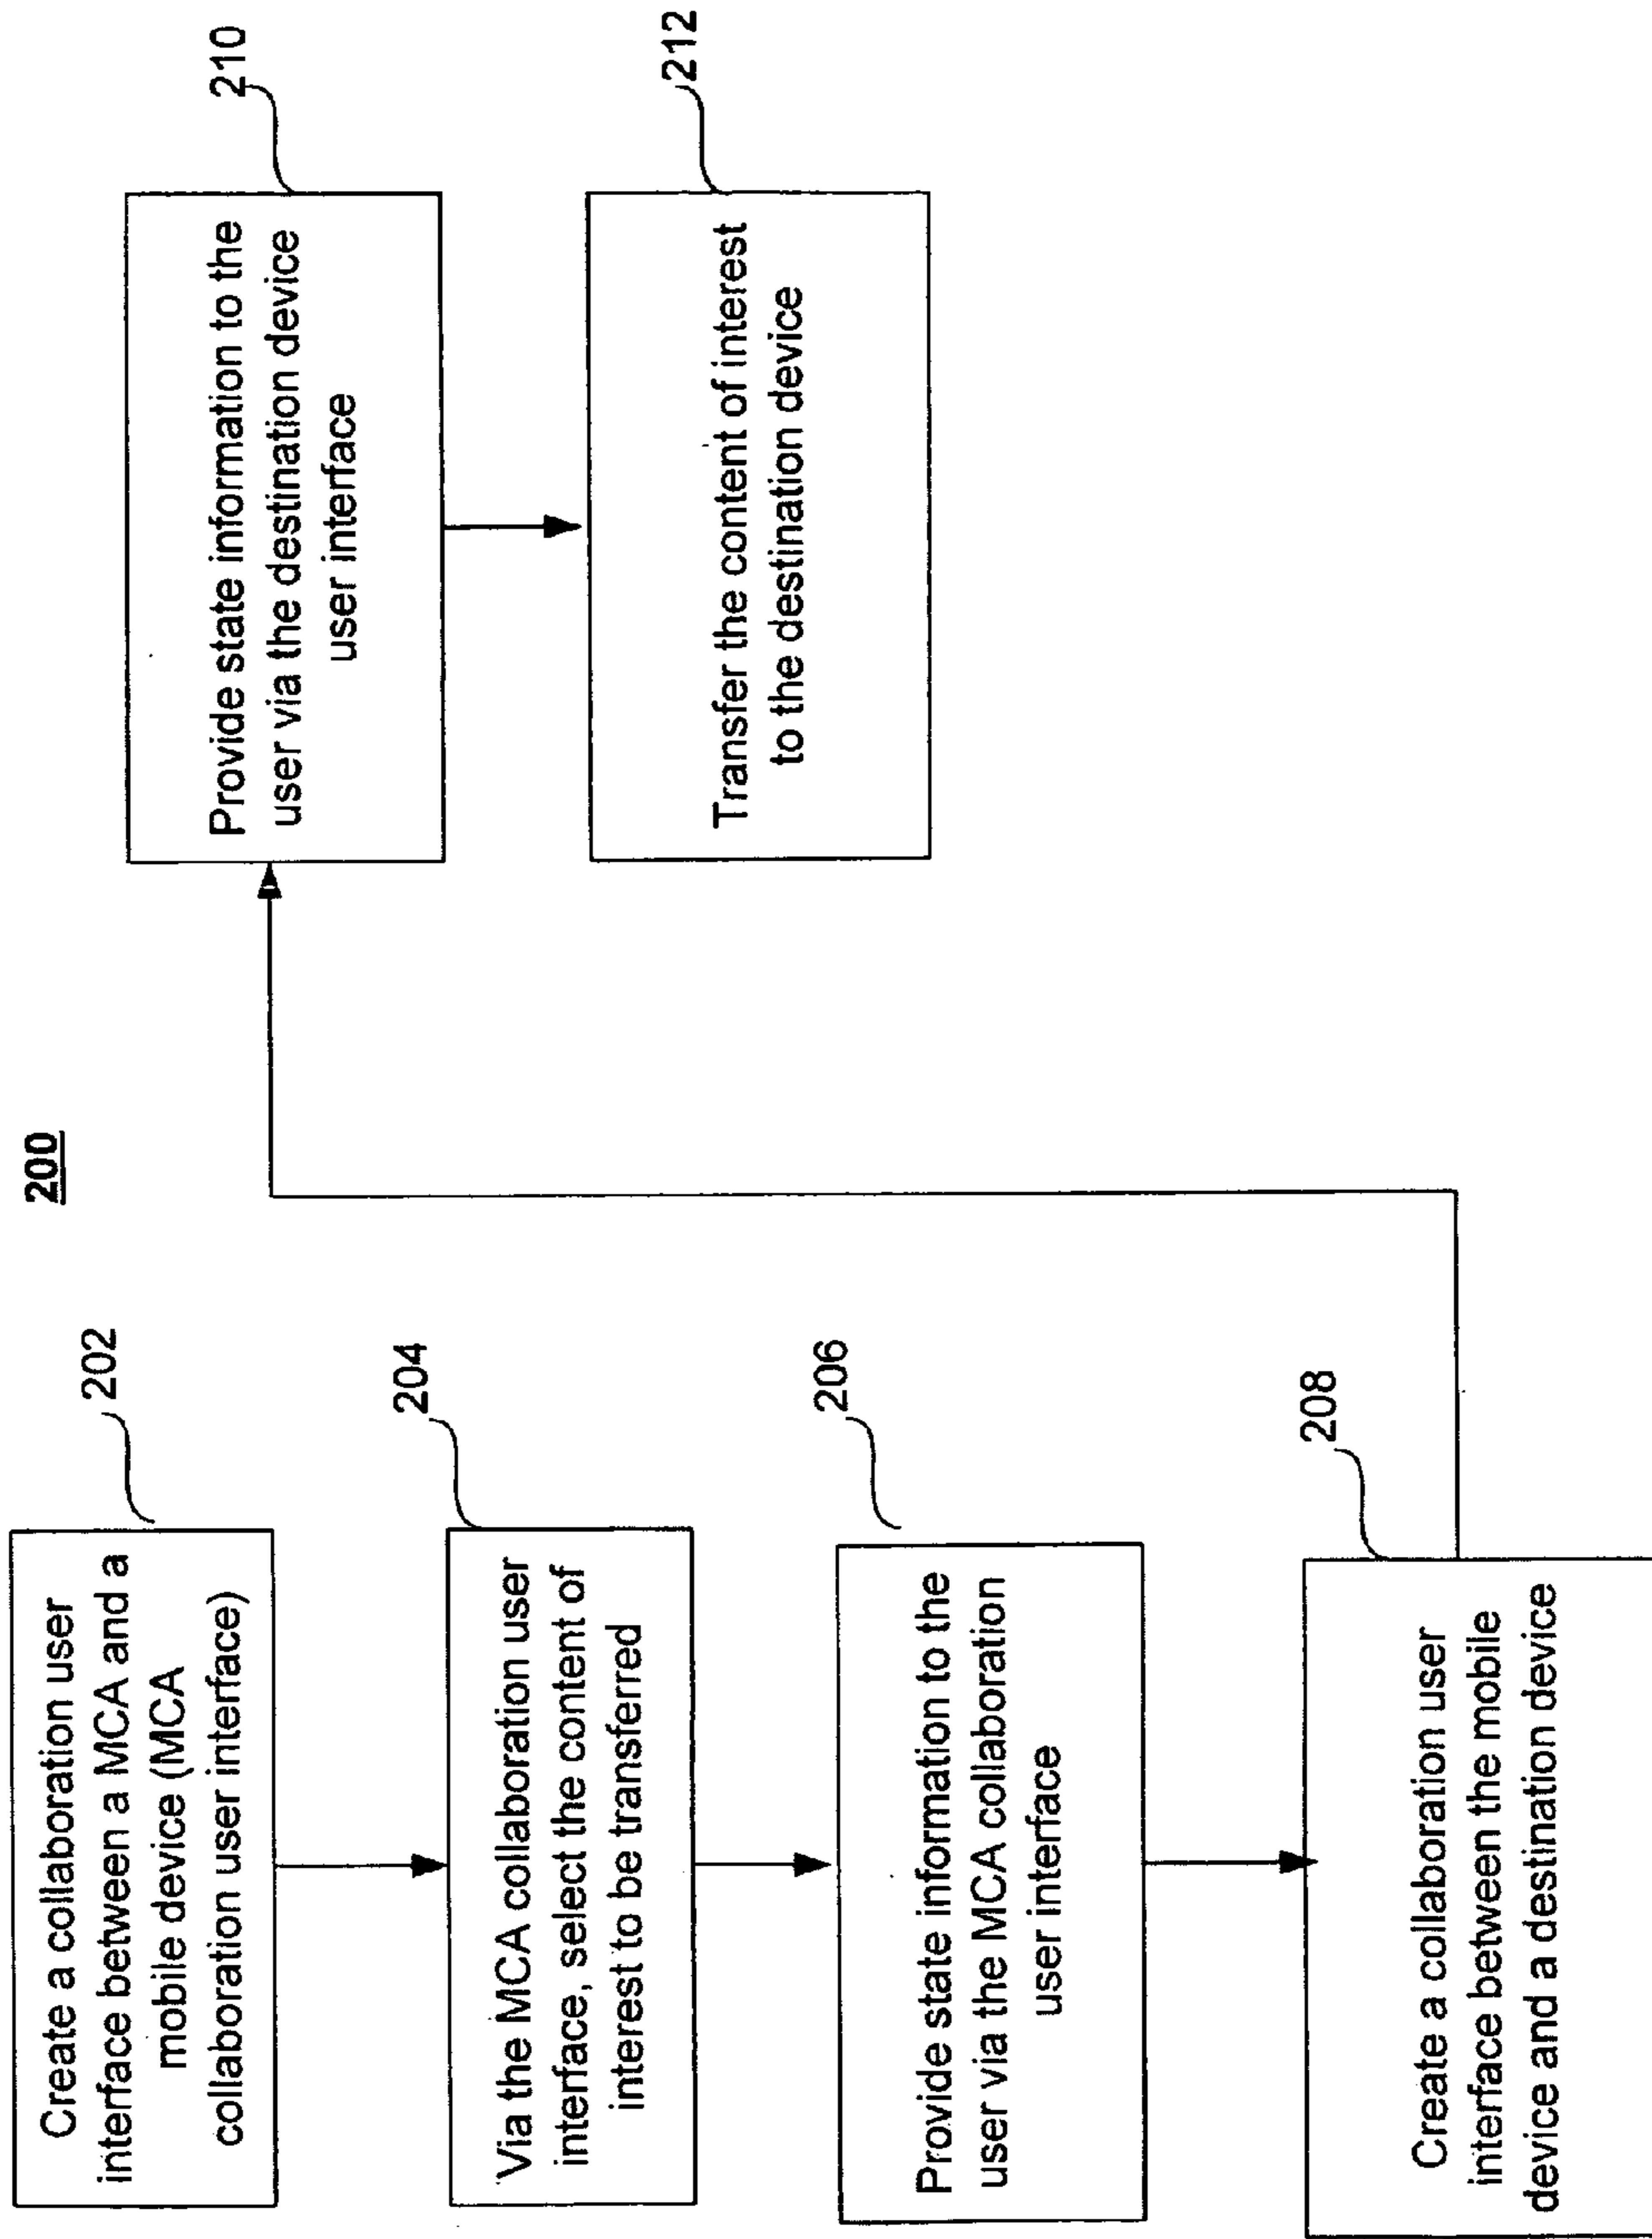 200
202
Create a collaboration user
interface between a MCA and a
mobile device (MCA
collaboration user interface)
204
Via the MCA collaboration user
interface, select the content of
interest to be transferred
206
Provide state information to the
user via the MCA collaboration
user interface
208
Create a collaboration user
interface between the mobile
device and a destination device
210
Provide state information to the
user via the destination device
user interface
212
Transfer the content of interest
to the destination device